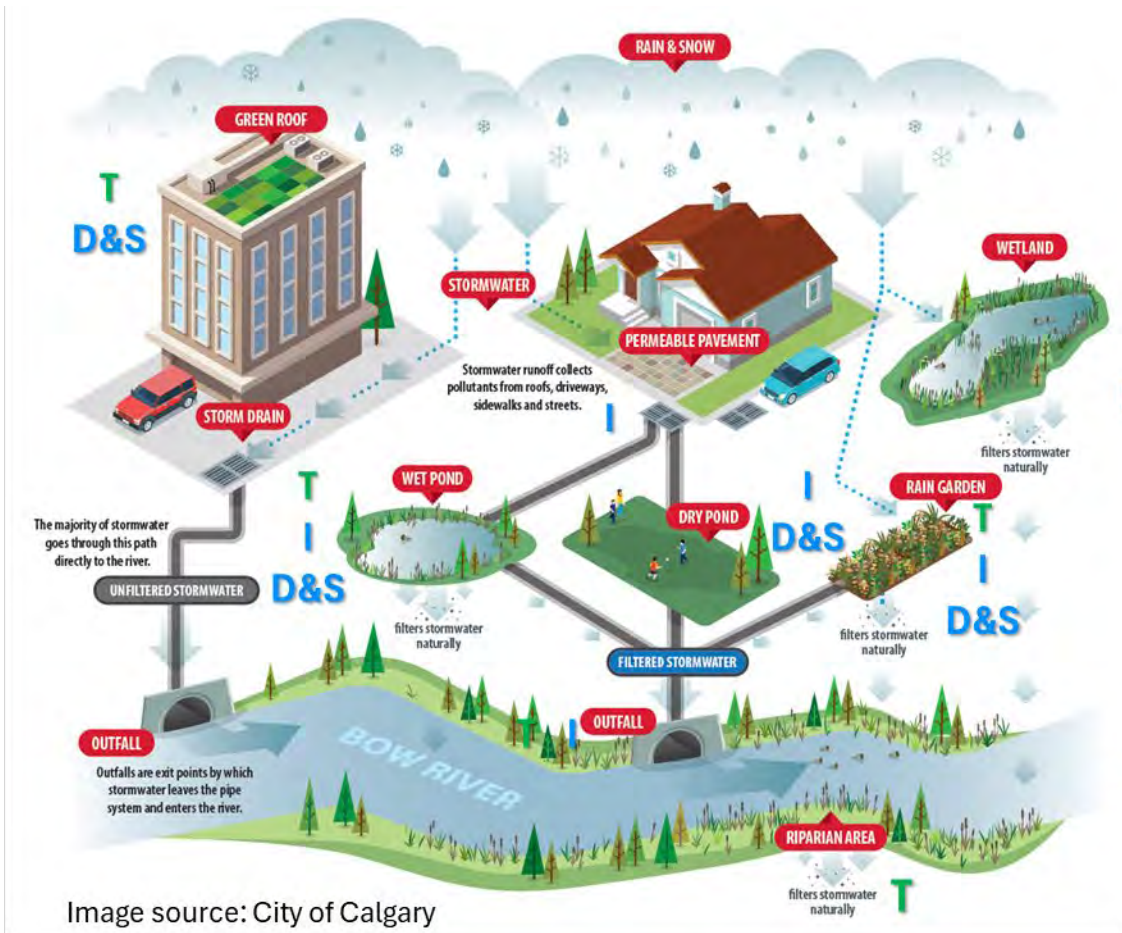 RAIN & SNOW
GREEN ROOF
T
D&S
WETLAND
STORMWATER
PERMEABLE PAVEMENT
Stormwater runoff collects
pollutants from roofs, driveways,
sidewalks and streets.
I
STORM DRAIN
filters stormwater
naturally
T
I
D&S
WET POND
DRY POND
I
D&S
RAIN GARDEN
T
I
D&S
The majority of stormwater
goes through this path
directly to the river.
UNFILTERED STORMWATER
filters stormwater
naturally
filters stormwater
naturally
FILTERED STORMWATER
OUTFALL
Outfalls are exit points by which
stormwater leaves the pipe
system and enters the river.
BOW RIVER
T
I
OUTFALL
RIPARIAN AREA
filters stormwater
naturally
T
Image source: City of Calgary